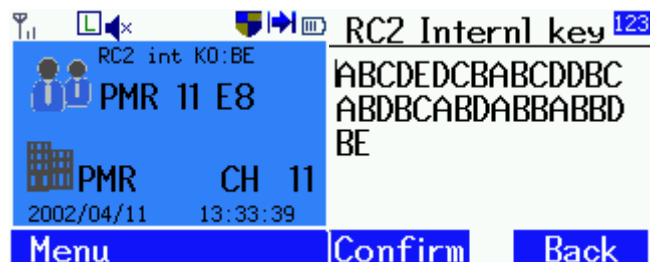 L
RC2 int K0:BE
PMR 11 E8
PMR CH 11
2002/04/11 13:33:39
Menu
RC2 Internl key 123
ABCDEDCBABCDDBC
ABDBCABDABBABBD
BE
Confirm Back